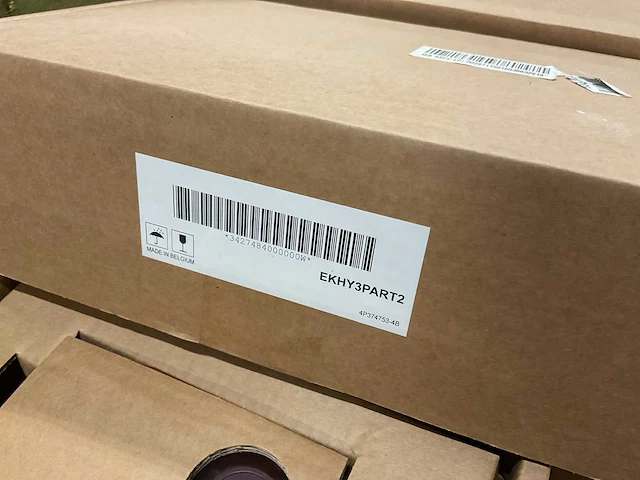 *3427484000000W*
MADE IN BELGIUM
EKHY3PART2
4P374753-4B